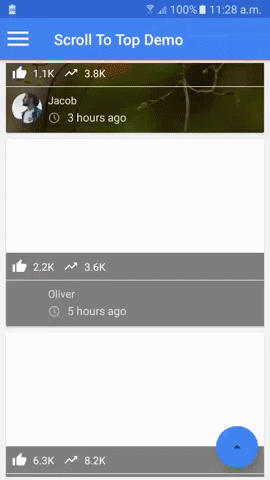 100% 11:28 a.m.
Scroll To Top Demo
1.1K 3.8K
Jacob
3 hours ago
2.2K 3.6K
Oliver
5 hours ago
6.3K 8.2K